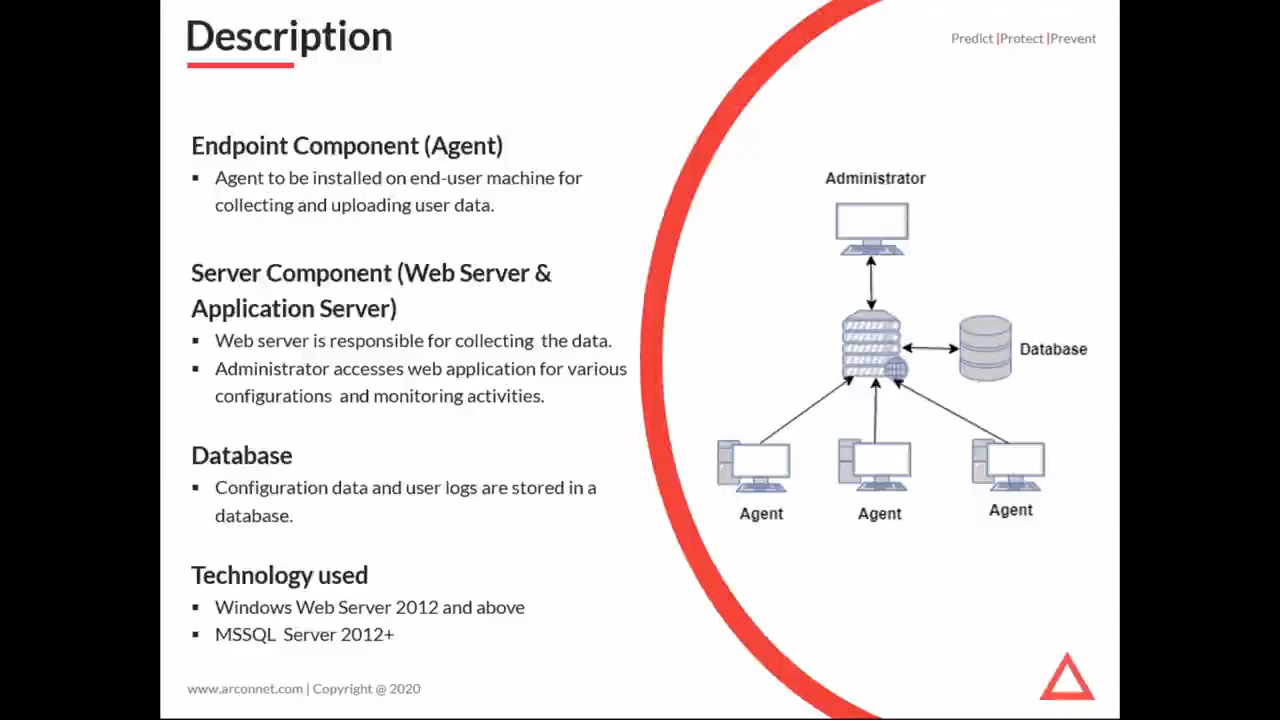 Description
Predict |Protect |Prevent
Endpoint Component (Agent)
▪ Agent to be installed on end-user machine for
collecting and uploading user data.
Server Component (Web Server &
Application Server)
▪ Web server is responsible for collecting the data.
▪ Administrator accesses web application for various
configurations and monitoring activities.
Database
▪ Configuration data and user logs are stored in a
database.
Technology used
▪ Windows Web Server 2012 and above
▪ MSSQL Server 2012+
Administrator
Database
Agent
Agent
Agent
www.arconnet.com | Copyright @ 2020